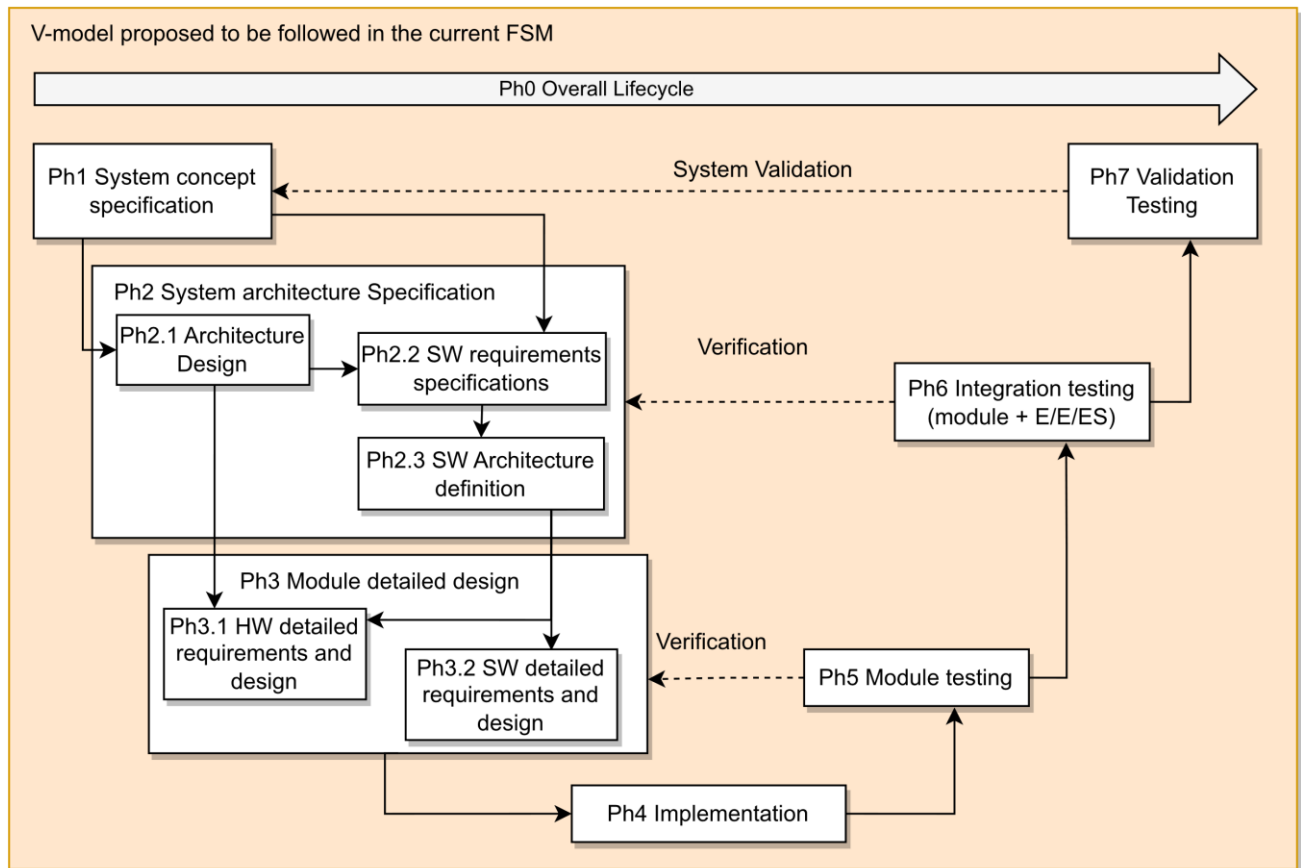 V-model proposed to be followed in the current FSM
Ph0 Overall Lifecycle
Ph1 System concept
specification
System Validation
Ph7 Validation
Testing
Ph2 System architecture Specification
Ph2.1 Architecture
Design
Ph2.2 SW requirements
specifications
Verification
Ph6 Integration testing
(module + E/E/ES)
Ph2.3 SW Architecture
definition
Ph3 Module detailed design
Ph3.1 HW detailed
requirements and
design
Ph3.2 SW detailed
requirements and
design
Verification
Ph5 Module testing
Ph4 Implementation